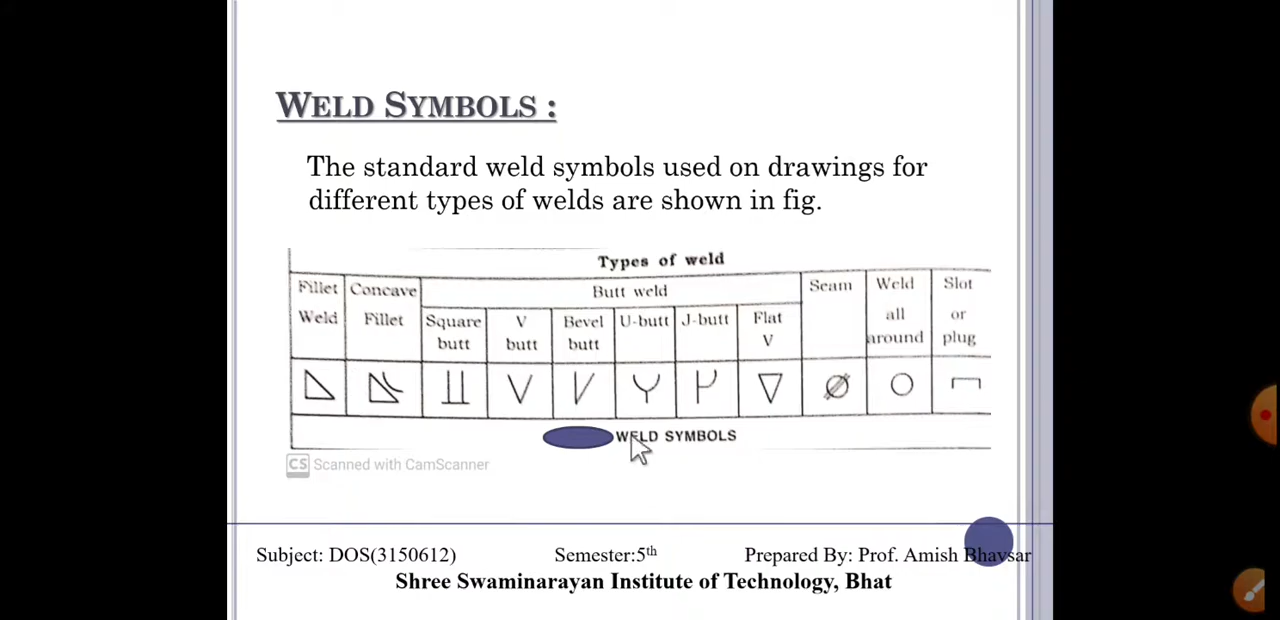 WELD SYMBOLS :
The standard weld symbols used on drawings for
different types of welds are shown in fig.
Types of weld
Fillet Weld
Concave Fillet
Butt weld
Square butt
V butt
Bevel butt
U-butt
J-butt
Flat V
Seam
Weld all around
Slot or plug
WELD SYMBOLS
CS Scanned with CamScanner
Subject: DOS(3150612) Semester:5th Prepared By: Prof. Amish Bhavsar
Shree Swaminarayan Institute of Technology, Bhat